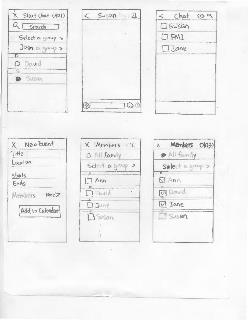 X Start Chat
Search
Select a group >
Join a group >
David
Susan
< Susan
< Chat
Susan
FM1
Jane
X New Event
Title
Location
Starts
Ends
Members
Add to Calendar
X Members
All family
Select a group >
Ann
David
Jane
Susan
X Members
All family
Select a group >
Ann
David
Jane
Susan